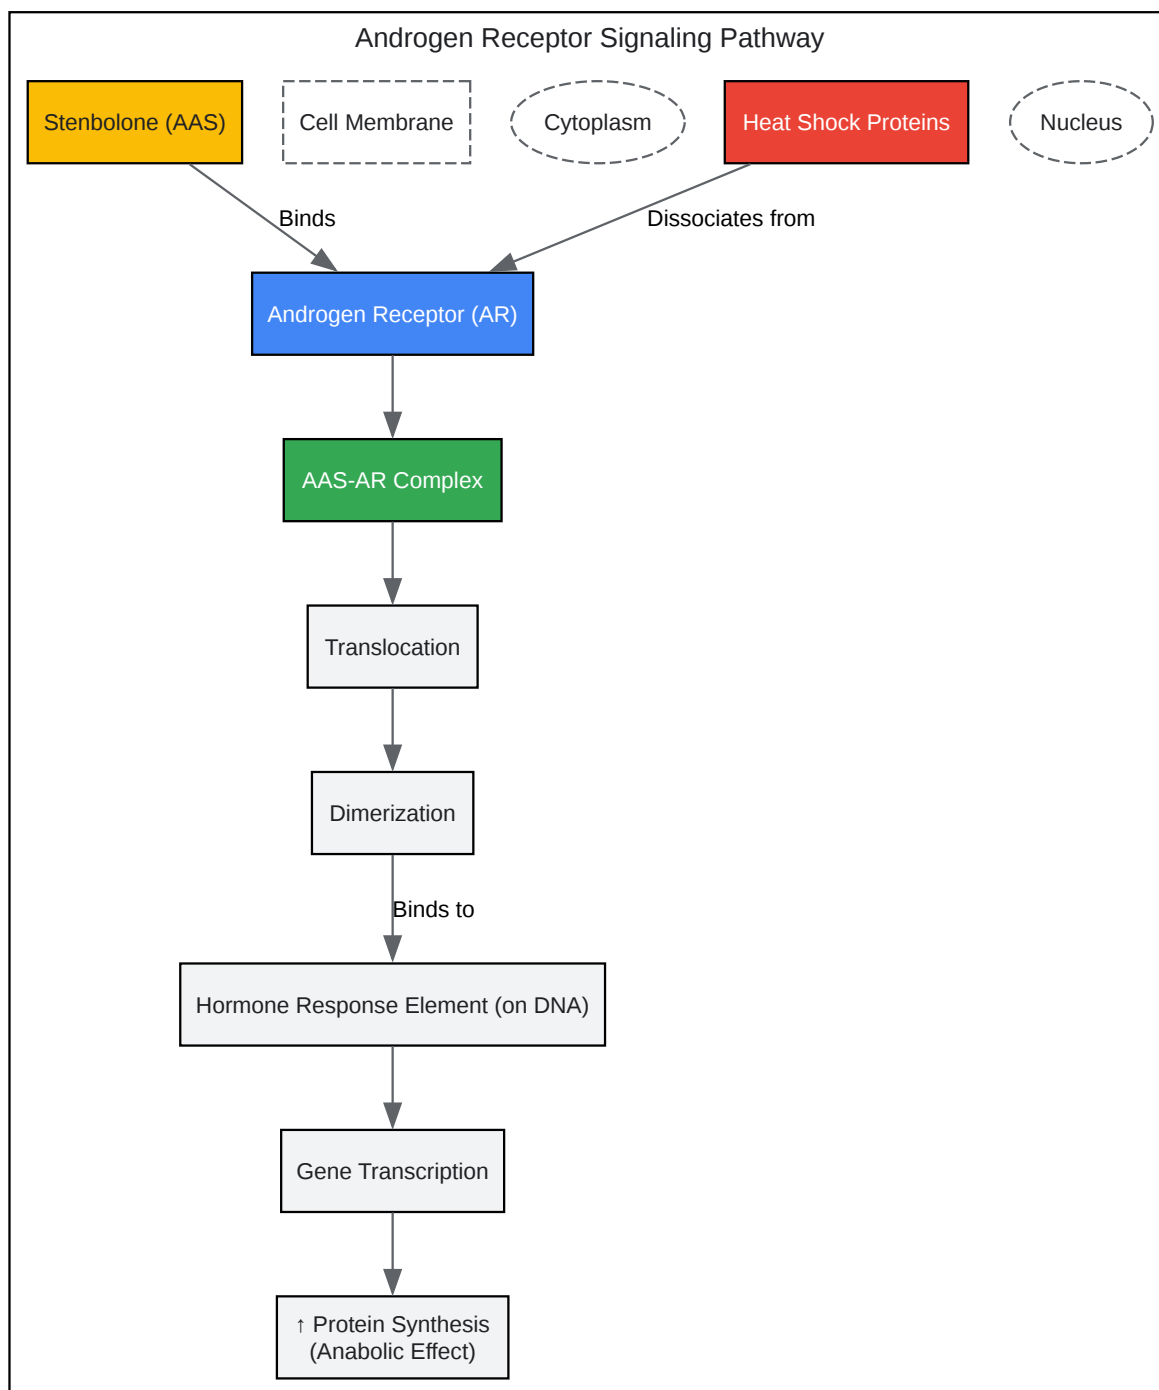 Androgen Receptor Signaling Pathway
Stenbolone (AAS)
Cell Membrane
Cytoplasm
Heat Shock Proteins
Nucleus
Binds
Dissociates from
Androgen Receptor (AR)
AAS-AR Complex
Translocation
Dimerization
Binds to
Hormone Response Element (on DNA)
Gene Transcription
↑ Protein Synthesis
(Anabolic Effect)